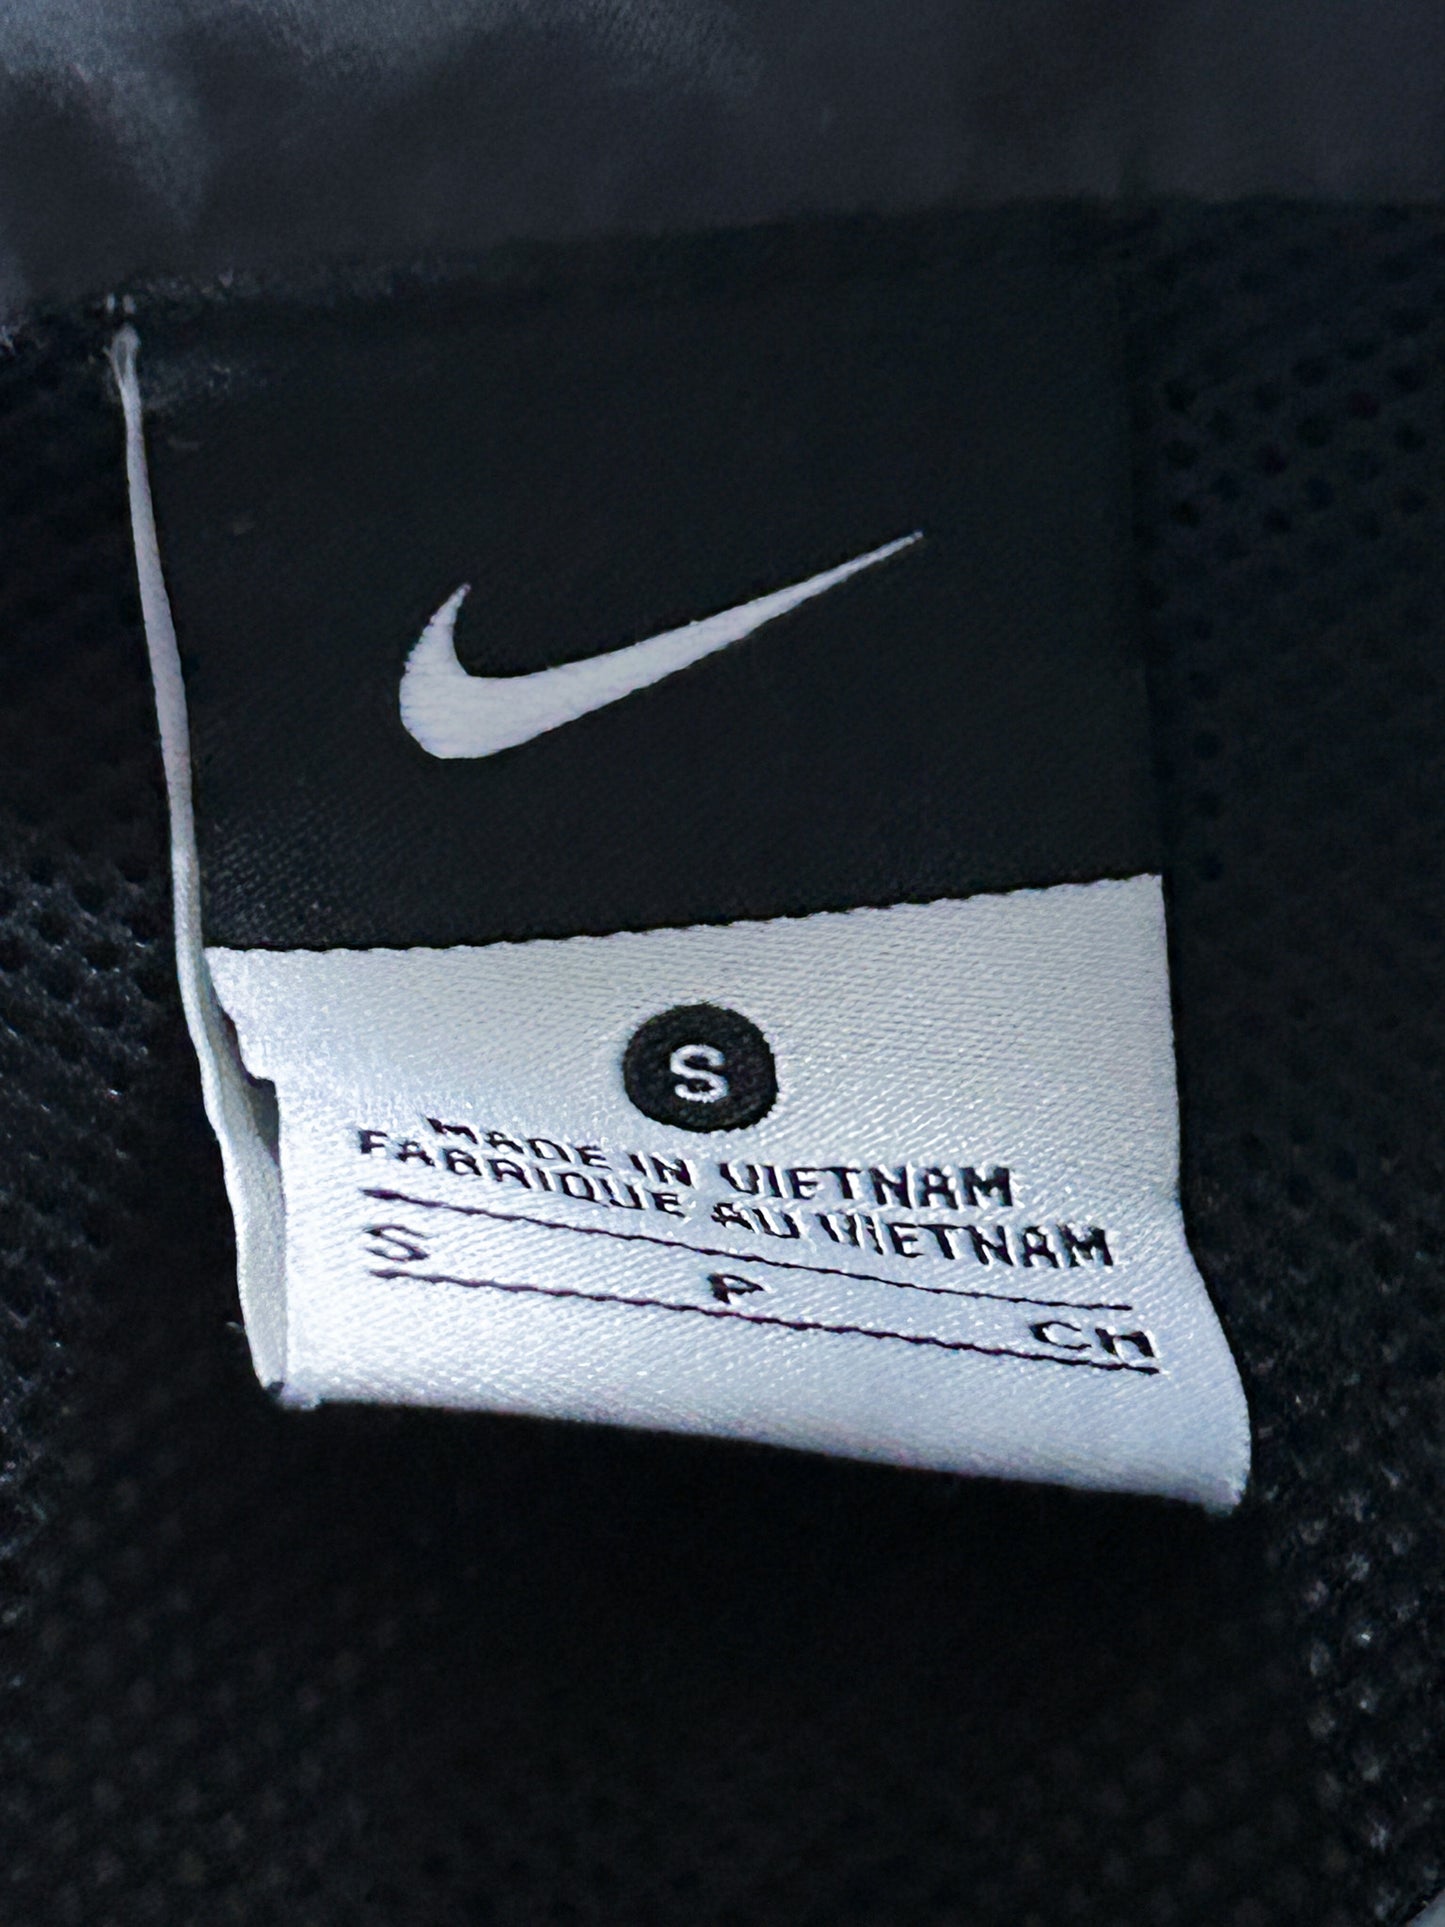 S
MADE IN VIETNAM
FABRIQUE AU VIETNAM
S P CH